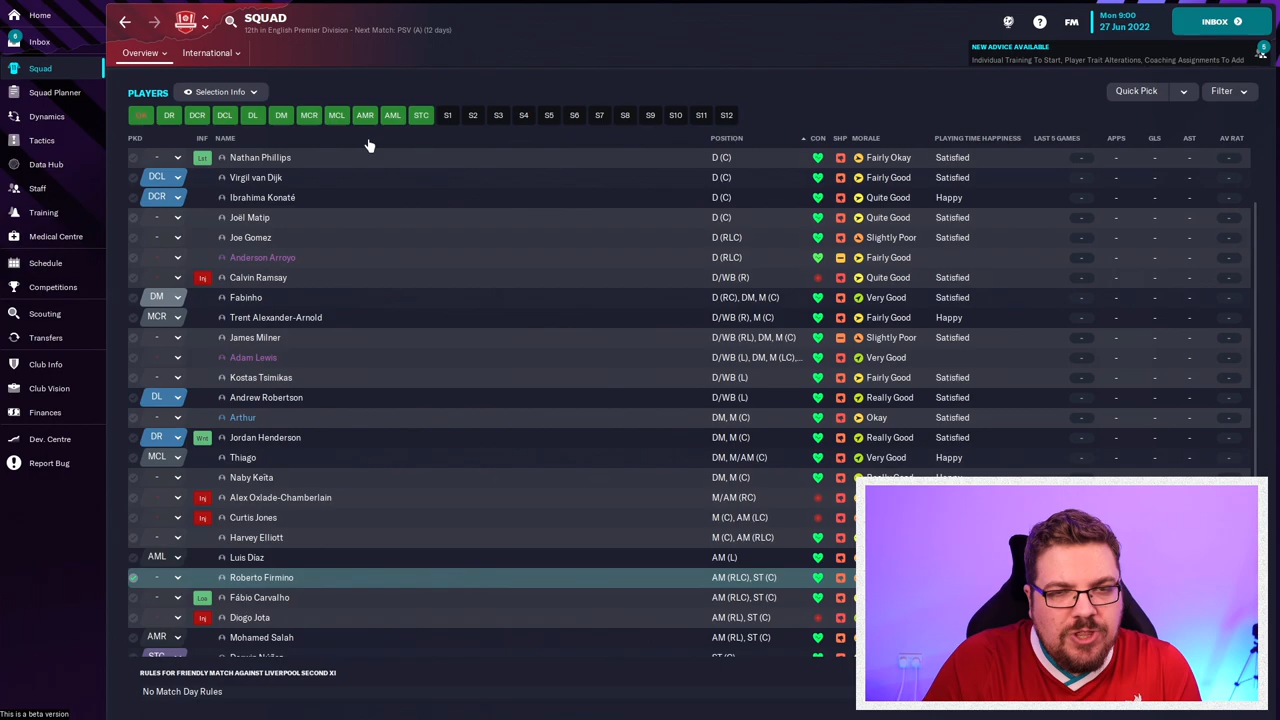 Home
6
Inbox
Squad
Squad Planner
Dynamics
Tactics
Data Hub
Staff
Training
Medical Centre
Schedule
Competitions
Scouting
Transfers
Club Info
Club Vision
Finances
Dev. Centre
Report Bug
This is a beta version
SQUAD
12th in English Premier Division - Next Match: PSV (A) (12 days)
FM
Mon 9:00
27 Jun 2022
INBOX
Overview
International
NEW ADVICE AVAILABLE
Individual Training To Start, Player Trait Alterations, Coaching Assignments To Add
5
PLAYERS
Selection Info
Quick Pick
Filter
GK DR DCR DCL DL DM MCR MCL AMR AML STC S1 S2 S3 S4 S5 S6 S7 S8 S9 S10 S11 S12
PKD INF NAME POSITION CON SHP MORALE PLAYING TIME HAPPINESS LAST 5 GAMES APPS GLS AST AV RAT
- Lst Nathan Phillips D (C) Fairly Okay Satisfied - - - - -
DCL Virgil van Dijk D (C) Fairly Good Satisfied - - - - -
DCR Ibrahima Konaté D (C) Quite Good Happy - - - - -
- Joël Matip D (C) Quite Good Satisfied - - - - -
- Joe Gomez D (RLC) Slightly Poor Satisfied - - - - -
Anderson Arroyo D (RLC) Fairly Good - - - - -
Inj Calvin Ramsay D/WB (R) Quite Good Satisfied - - - - -
DM Fabinho D (RC), DM, M (C) Very Good Satisfied - - - - -
MCR Trent Alexander-Arnold D/WB (R), M (C) Fairly Good Happy - - - - -
- James Milner D/WB (RL), DM, M (C) Slightly Poor Satisfied - - - - -
Adam Lewis D/WB (L), DM, M (LC),... Very Good - - - - -
- Kostas Tsimikas D/WB (L) Fairly Good Satisfied - - - - -
DL Andrew Robertson D/WB (L) Really Good Satisfied - - - - -
- Arthur DM, M (C) Okay Satisfied - - - - -
DR Wnt Jordan Henderson DM, M (C) Really Good Satisfied - - - - -
MCL Thiago DM, M/AM (C) Very Good Happy - - - - -
- Naby Keïta DM, M (C)
Inj Alex Oxlade-Chamberlain M/AM (RC)
Inj Curtis Jones M (C), AM (LC)
- Harvey Elliott M (C), AM (RLC)
AML Luis Díaz AM (L)
- Roberto Firmino AM (RLC), ST (C)
- Loa Fábio Carvalho AM (RLC), ST (C)
Inj Diogo Jota AM (RL), ST (C)
AMR Mohamed Salah AM (RL), ST (C)
STC
RULES FOR FRIENDLY MATCH AGAINST LIVERPOOL SECOND XI
No Match Day Rules